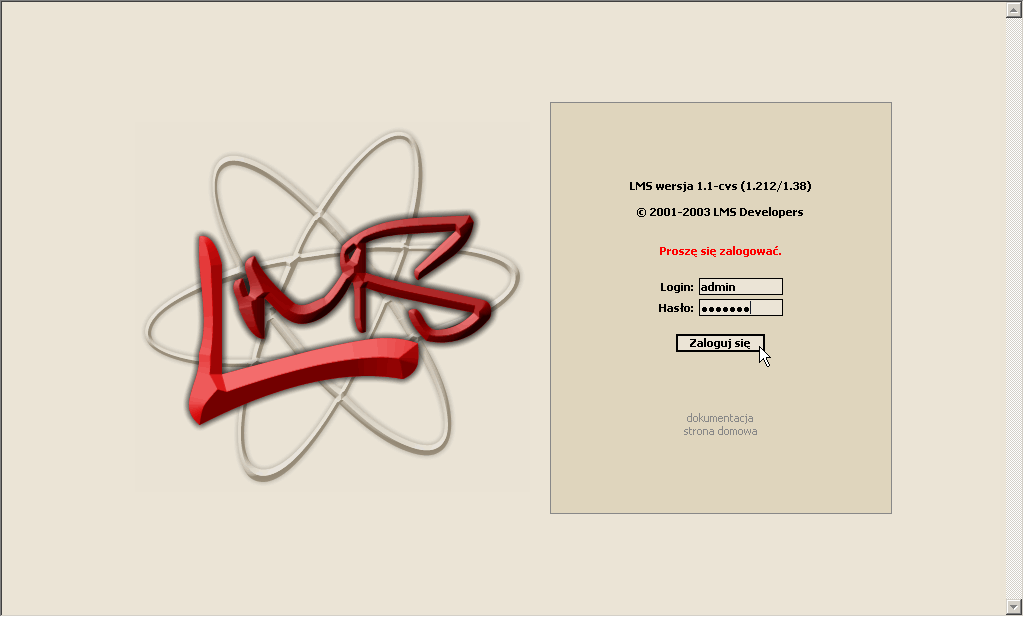 LMS
LMS wersja 1.1-cvs (1.212/1.38)
© 2001-2003 LMS Developers
Proszę się zalogować.
Login: admin
Hasło: ●●●●●●●
Zaloguj się
dokumentacja
strona domowa